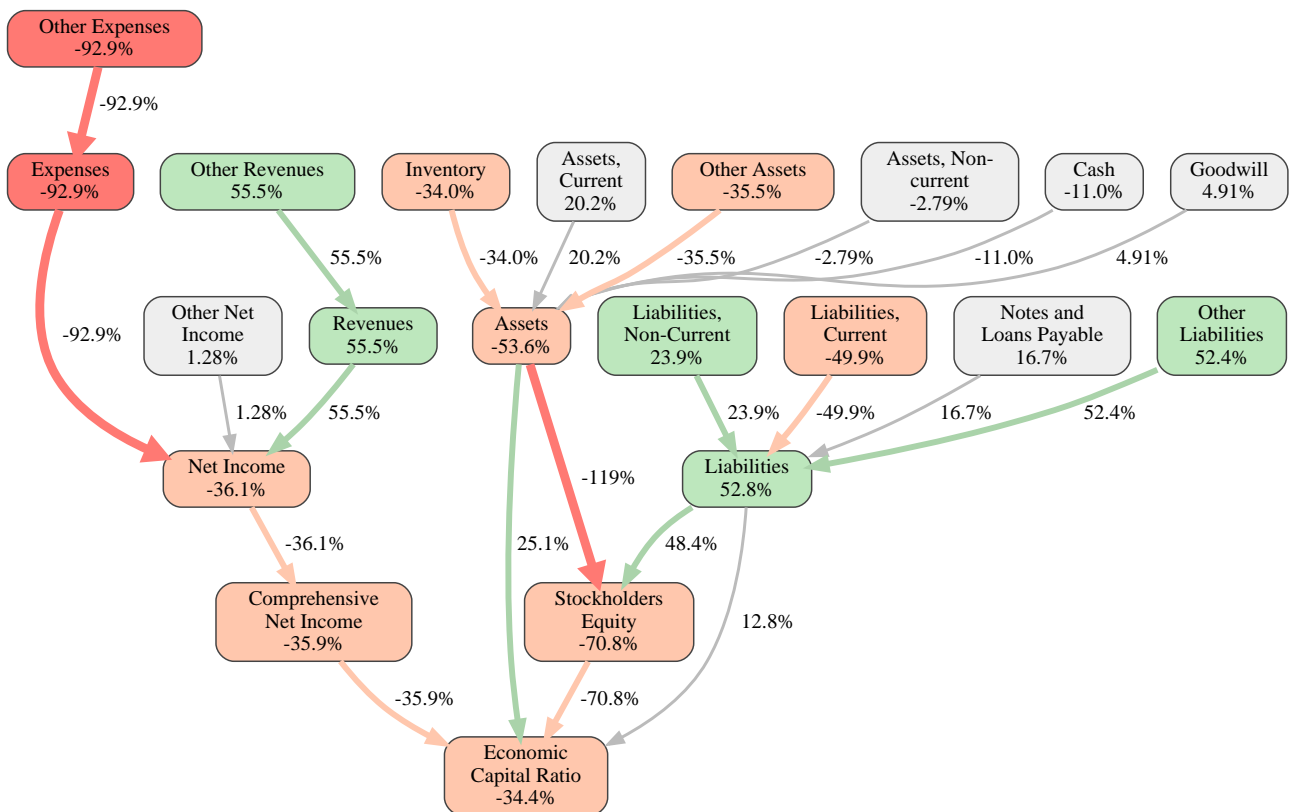 Other Expenses
-92.9%
-92.9%
Expenses
-92.9%
Other Revenues
55.5%
Inventory
-34.0%
Assets,
Current
20.2%
Other Assets
-35.5%
Assets, Non-
current
-2.79%
Cash
-11.0%
Goodwill
4.91%
55.5%
-34.0%
20.2%
-35.5%
-2.79%
-11.0%
4.91%
-92.9%
Other Net
Income
1.28%
Revenues
55.5%
Assets
-53.6%
Liabilities,
Non-Current
23.9%
Liabilities,
Current
-49.9%
Notes and
Loans Payable
16.7%
Other
Liabilities
52.4%
1.28%
55.5%
23.9%
-49.9%
16.7%
52.4%
Net Income
-36.1%
-119%
Liabilities
52.8%
-36.1%
25.1%
48.4%
Comprehensive
Net Income
-35.9%
Stockholders
Equity
-70.8%
12.8%
-35.9%
-70.8%
Economic
Capital Ratio
-34.4%